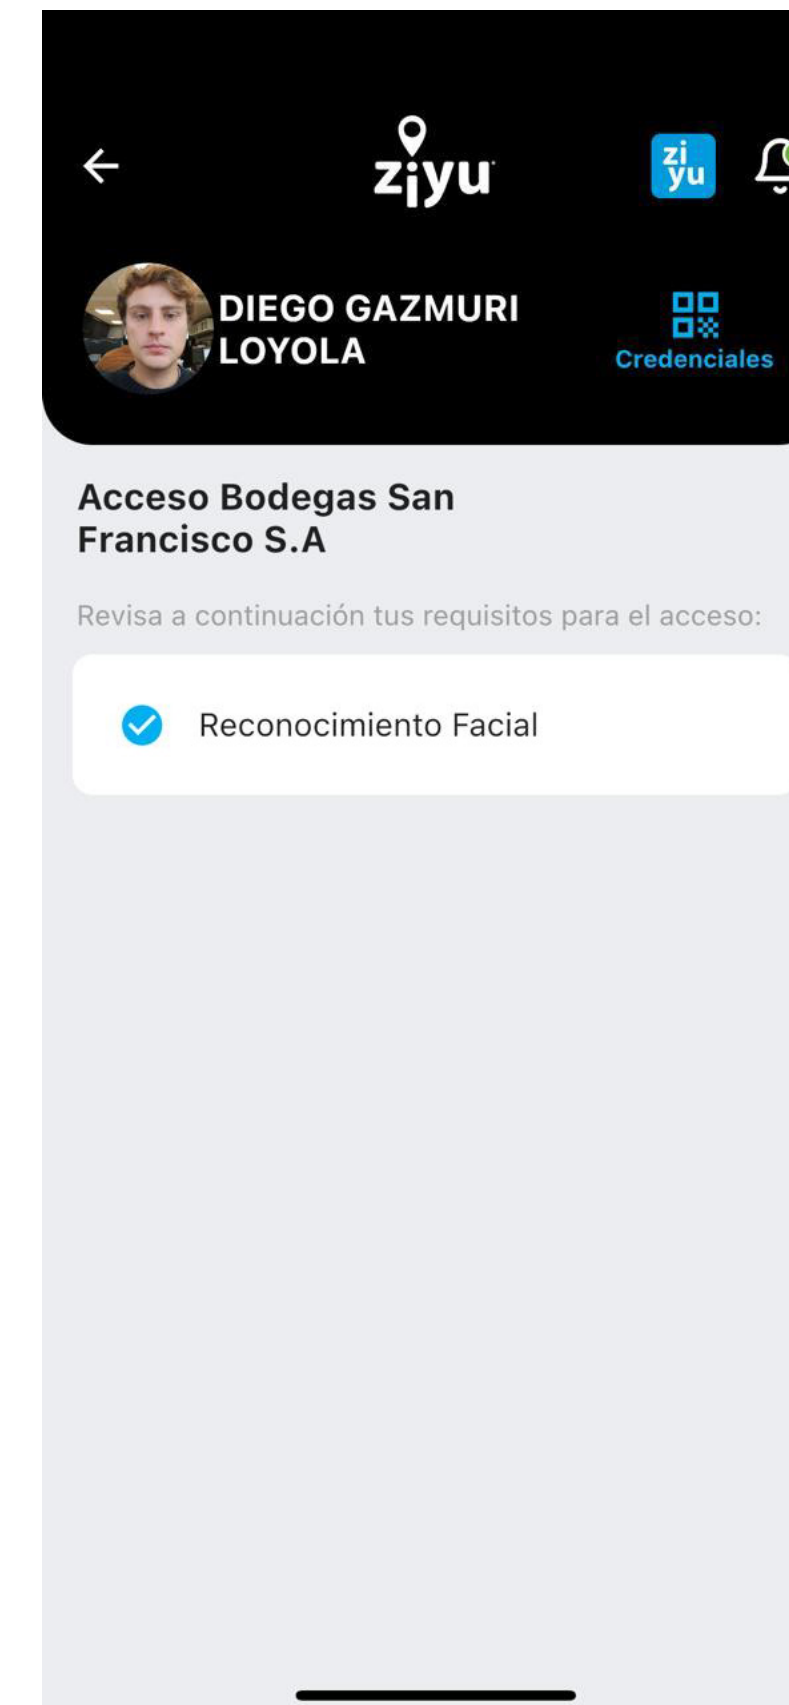 ziyu
zi
yu
DIEGO GAZMURI
LOYOLA
Credenciales
Acceso Bodegas San
Francisco S.A
Revisa a continuación tus requisitos para el acceso:
Reconocimiento Facial